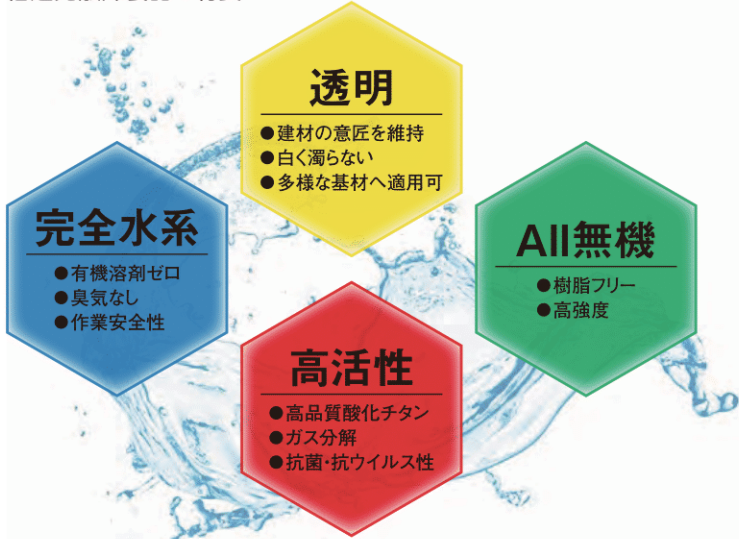 透明
●建材の意匠を維持
●白く濁らない
●多様な基材へ適用可
完全水系
●有機溶剤ゼロ
●臭気なし
●作業安全性
All無機
●樹脂フリー
●高強度
高活性
●高品質酸化チタン
●ガス分解
●抗菌・抗ウイルス性